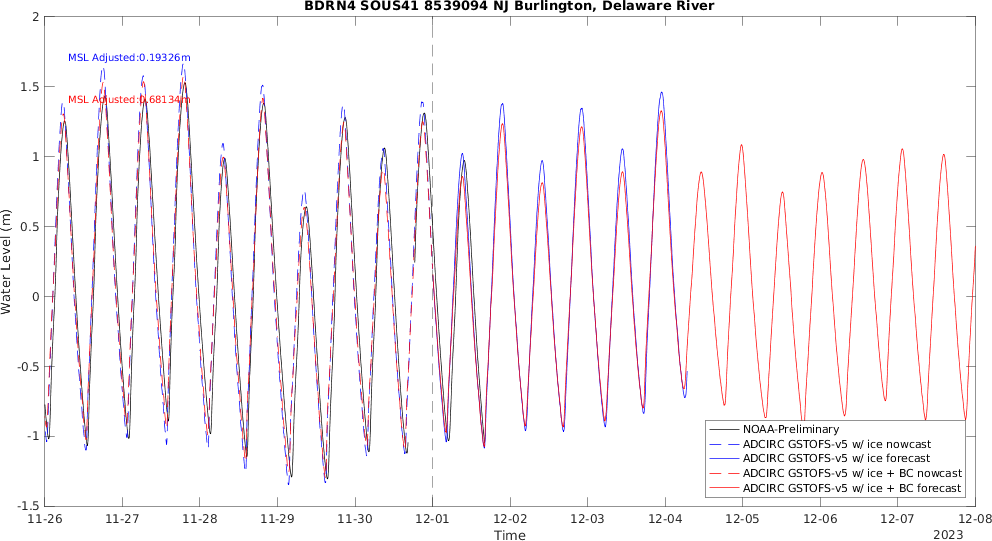 BDRN4 SOUS41 8539094 NJ Burlington, Delaware River
2
1.5
1
0.5
0
-0.5
-1
-1.5
Water Level (m)
MSL Adjusted:0.19326m
MSL Adjusted:0.68134m
NOAA-Preliminary
ADCIRC GSTOFS-v5 w/ ice nowcast
ADCIRC GSTOFS-v5 w/ ice forecast
ADCIRC GSTOFS-v5 w/ ice + BC nowcast
ADCIRC GSTOFS-v5 w/ ice + BC forecast
11-26 11-27 11-28 11-29 11-30 12-01 12-02 12-03 12-04 12-05 12-06 12-07 12-08
Time
2023